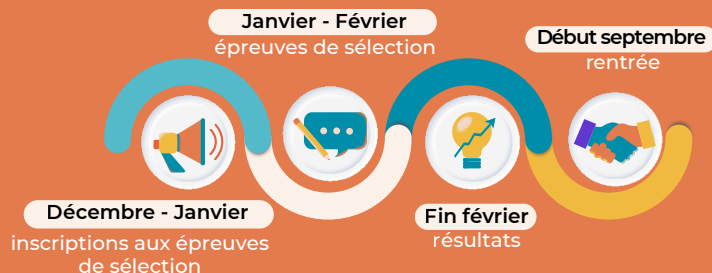 Décembre - Janvier
inscriptions aux épreuves
de sélection
Janvier - Février
épreuves de sélection
Fin février
résultats
Début septembre
rentrée